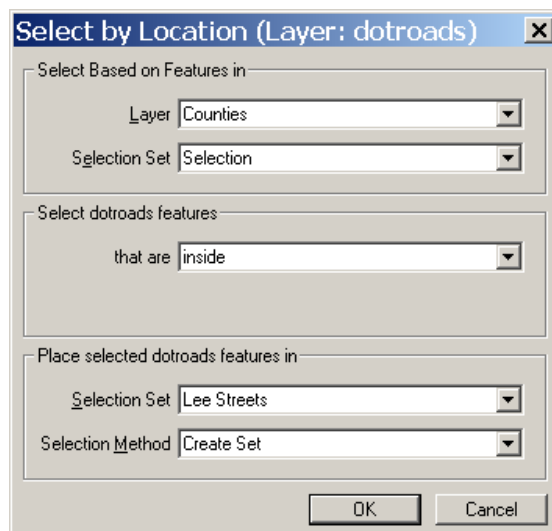 Select by Location (Layer: dotroads)
Select Based on Features in
Layer Counties
Selection Set Selection
Select dotroads features
that are inside
Place selected dotroads features in
Selection Set Lee Streets
Selection Method Create Set
OK Cancel